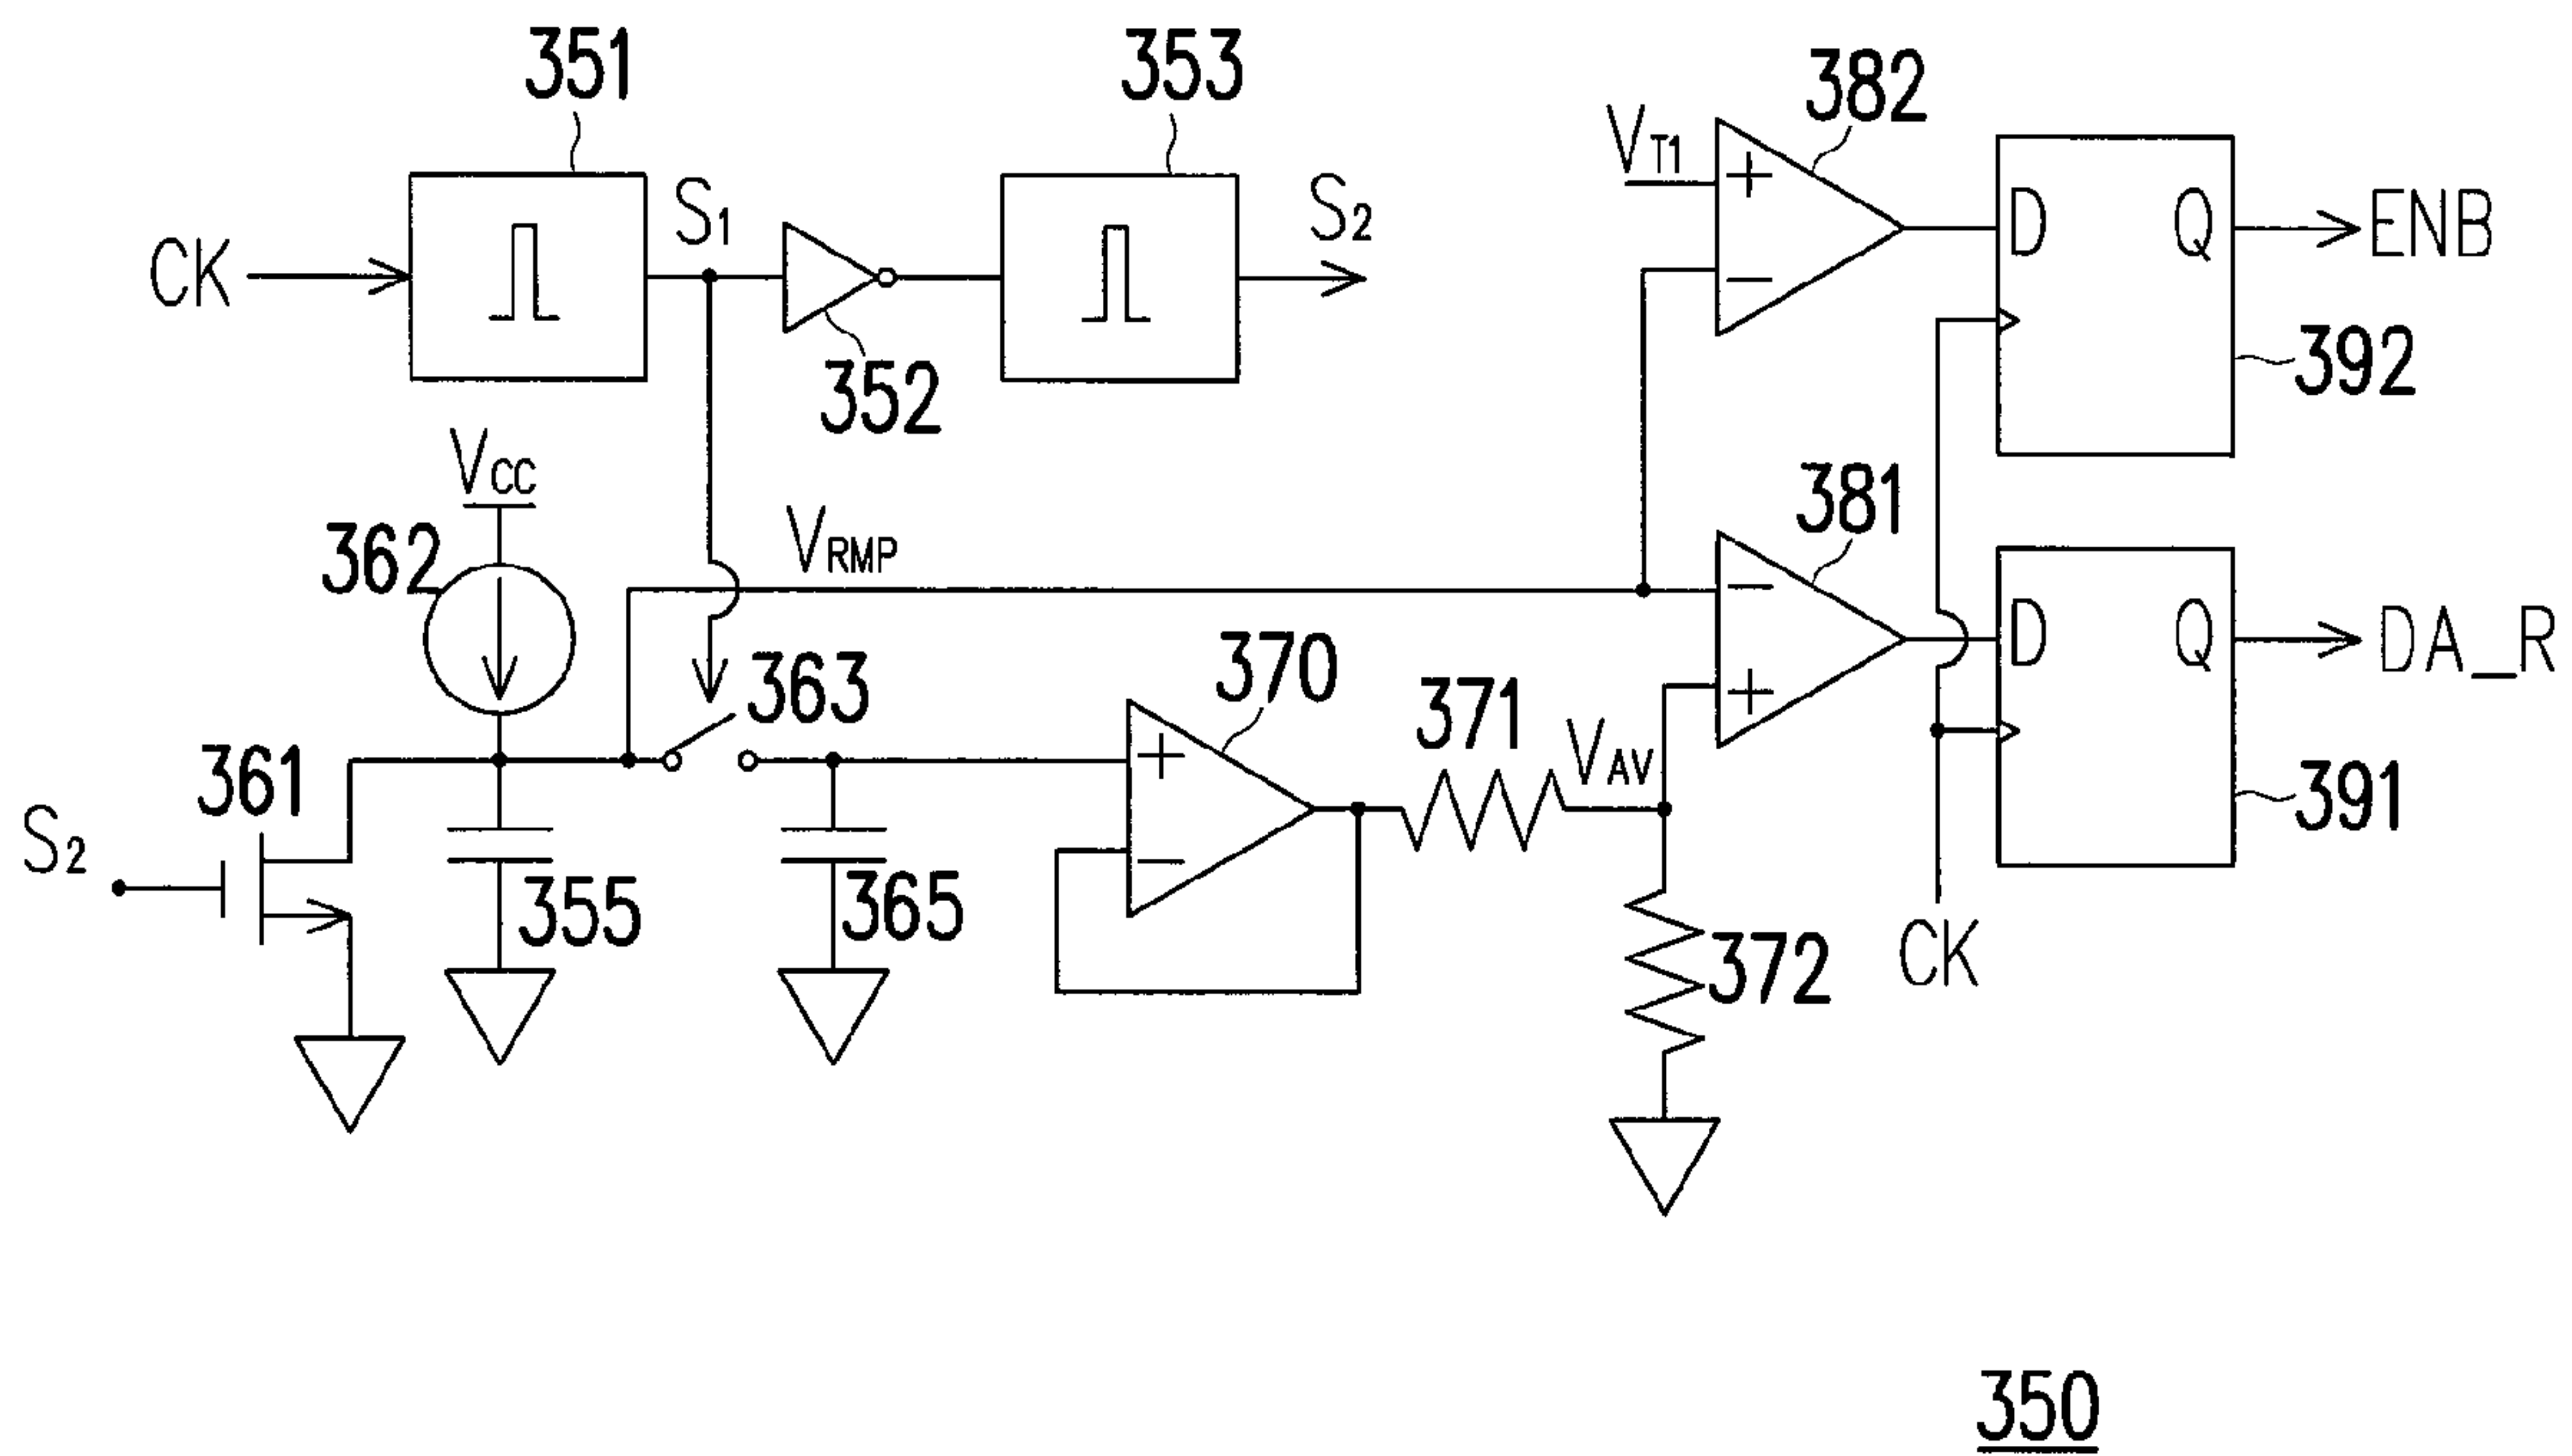 351
353
382
CK
S1
S2
VT1
+
−
D
Q
ENB
352
392
VCC
362
VRMP
381
−
+
D
Q
DA_R
363
370
371
VAV
361
S2
+
−
355
365
372
391
CK
350